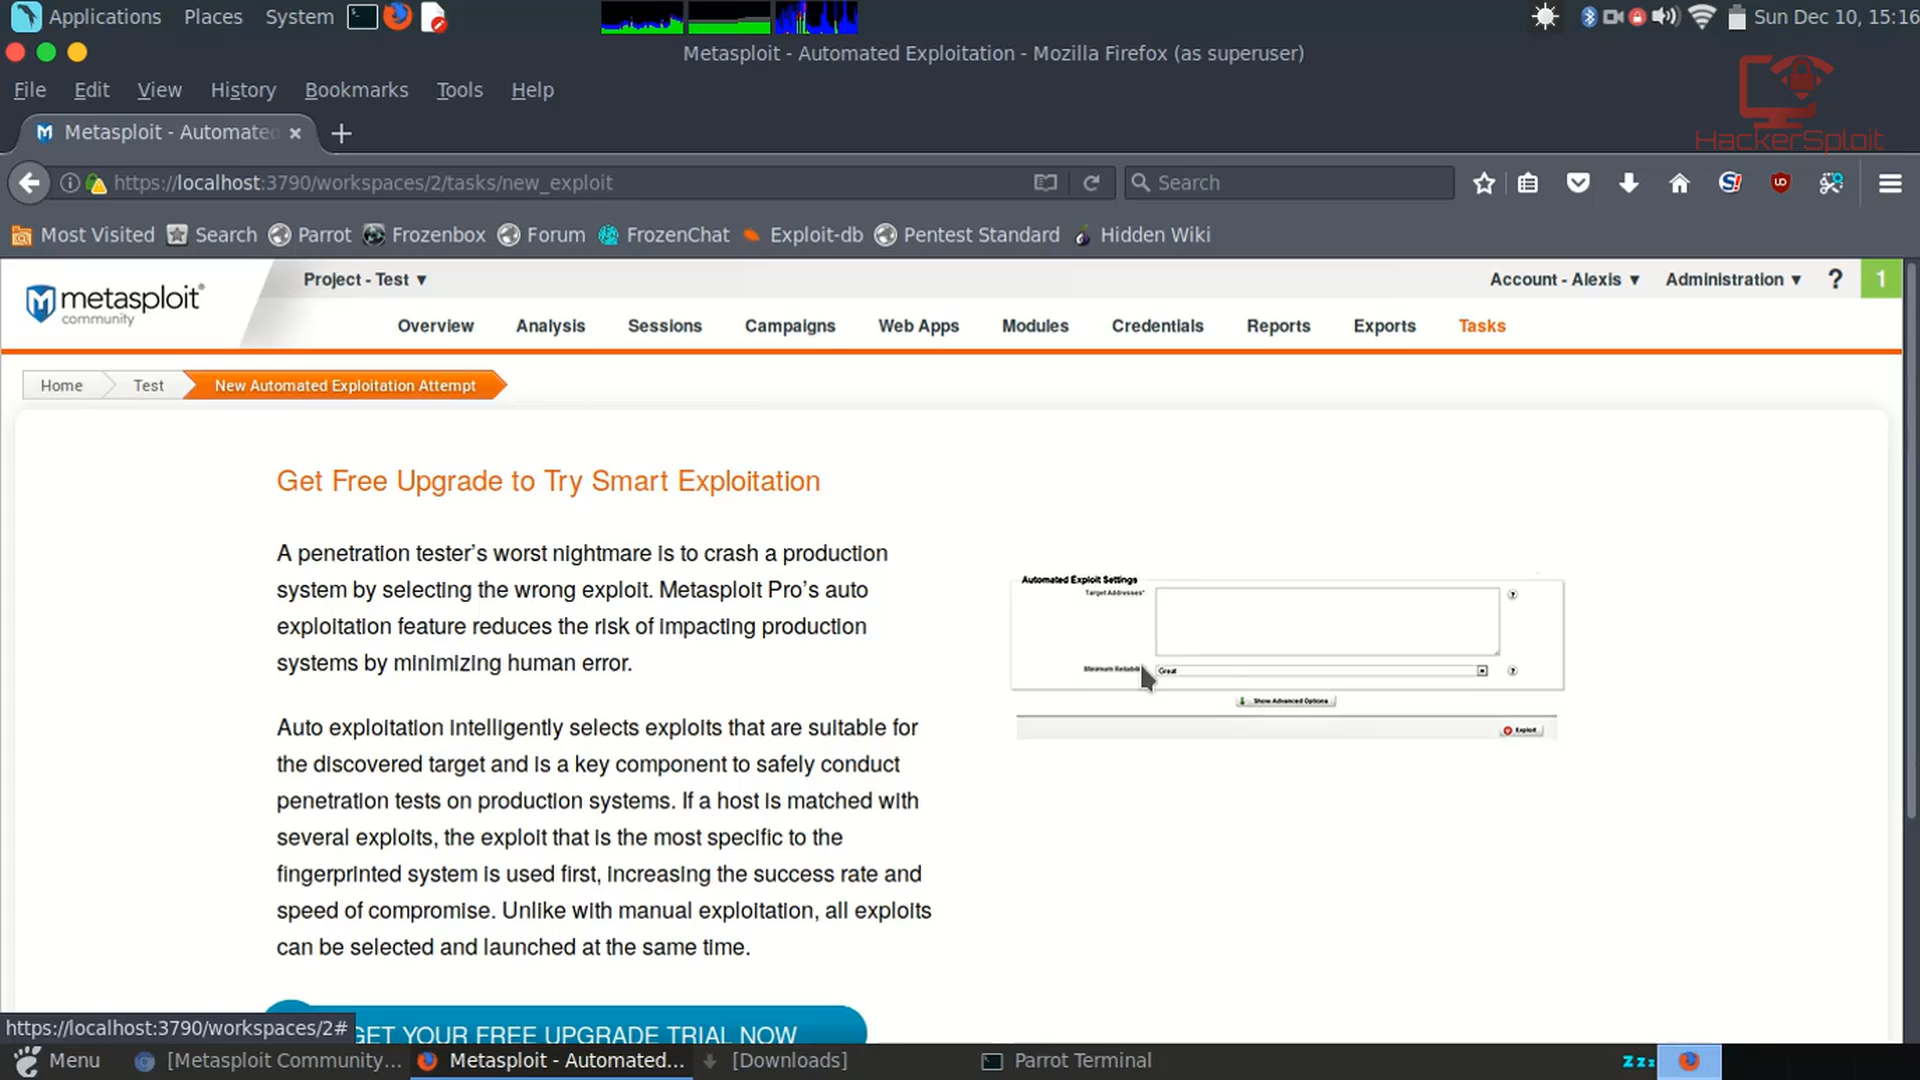 Applications Places System
Sun Dec 10, 15:16
Metasploit - Automated Exploitation - Mozilla Firefox (as superuser)
File Edit View History Bookmarks Tools Help
HackerSploit
Metasploit - Automated
https://localhost:3790/workspaces/2/tasks/new_exploit
Search
Most Visited Search Parrot Frozenbox Forum FrozenChat Exploit-db Pentest Standard Hidden Wiki
metasploit
community
Project - Test ▼
Account - Alexis ▼ Administration ▼ ? 1
Overview Analysis Sessions Campaigns Web Apps Modules Credentials Reports Exports Tasks
Home Test New Automated Exploitation Attempt
Get Free Upgrade to Try Smart Exploitation
A penetration tester's worst nightmare is to crash a production
system by selecting the wrong exploit. Metasploit Pro's auto
exploitation feature reduces the risk of impacting production
systems by minimizing human error.
Automated Exploit Settings
Target Addresses*
Great
Show Advanced Options
Exploit
Auto exploitation intelligently selects exploits that are suitable for
the discovered target and is a key component to safely conduct
penetration tests on production systems. If a host is matched with
several exploits, the exploit that is the most specific to the
fingerprinted system is used first, increasing the success rate and
speed of compromise. Unlike with manual exploitation, all exploits
can be selected and launched at the same time.
GET YOUR FREE UPGRADE TRIAL NOW
https://localhost:3790/workspaces/2#
Menu [Metasploit Community... Metasploit - Automated... [Downloads] Parrot Terminal
Zzz